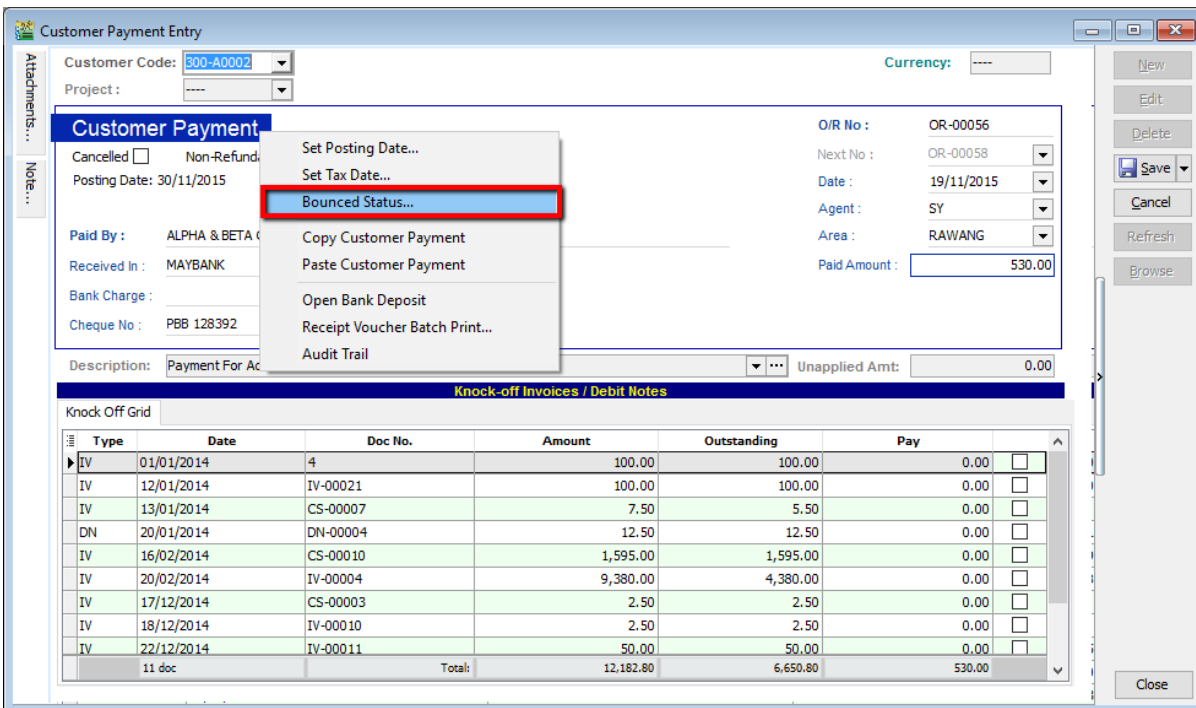 Customer Payment Entry
Attachments...
Note...
Customer Code: 300-A0002 Currency: ----
Project : ----
Customer Payment
Cancelled Non-Refund
Posting Date: 30/11/2015
Paid By : ALPHA & BETA
Received In : MAYBANK
Bank Charge :
Cheque No : PBB 128392
Set Posting Date...
Set Tax Date...
Bounced Status...
Copy Customer Payment
Paste Customer Payment
Open Bank Deposit
Receipt Voucher Batch Print...
Audit Trail
O/R No : OR-00056
Next No : OR-00058
Date : 19/11/2015
Agent : SY
Area : RAWANG
Paid Amount : 530.00
Description: Payment For Ac Unapplied Amt: 0.00
Knock-off Invoices / Debit Notes
Knock Off Grid
Type Date Doc No. Amount Outstanding Pay
IV 01/01/2014 4 100.00 100.00 0.00
IV 12/01/2014 IV-00021 100.00 100.00 0.00
IV 13/01/2014 CS-00007 7.50 5.50 0.00
DN 20/01/2014 DN-00004 12.50 12.50 0.00
IV 16/02/2014 CS-00010 1,595.00 1,595.00 0.00
IV 20/02/2014 IV-00004 9,380.00 4,380.00 0.00
IV 17/12/2014 CS-00003 2.50 2.50 0.00
IV 18/12/2014 IV-00010 2.50 2.50 0.00
IV 22/12/2014 IV-00011 50.00 50.00 0.00
11 doc Total: 12,182.80 6,650.80 530.00
New
Edit
Delete
Save
Cancel
Refresh
Browse
Close